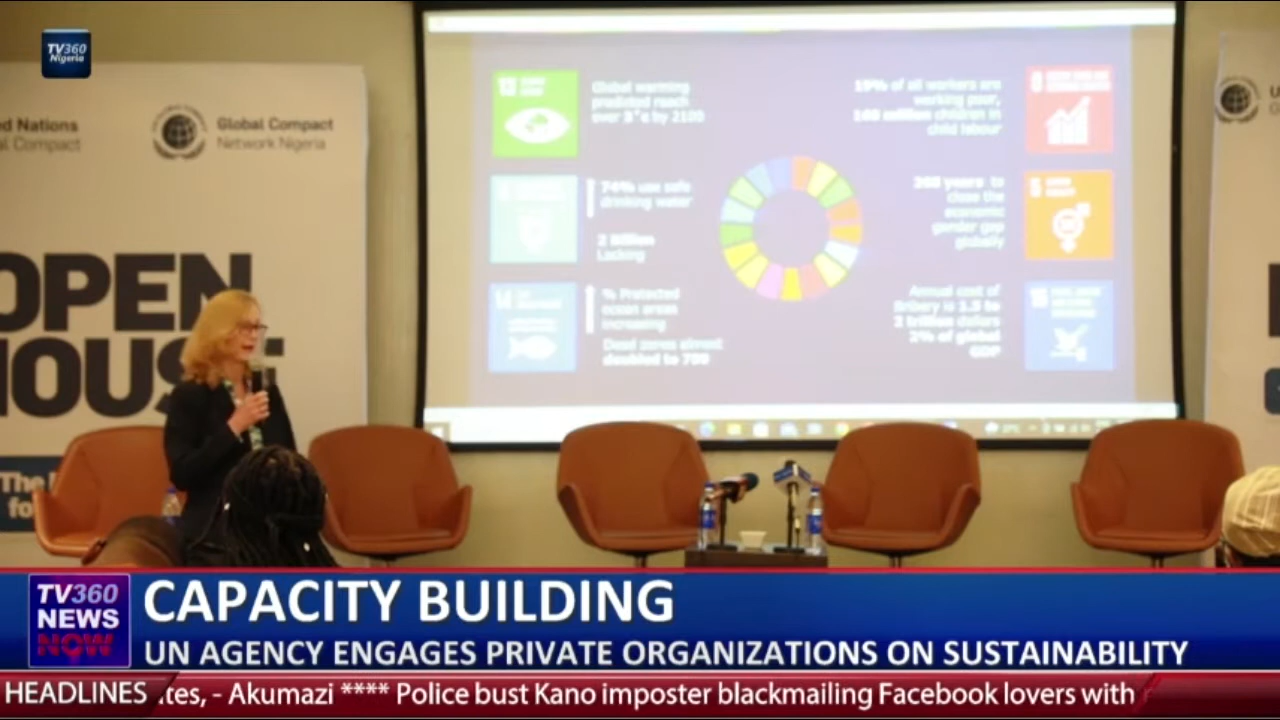 TV360
Nigeria
ed Nations
al Compact
Global Compact
Network Nigeria
OPEN
HOUS
The
fo
Global warming
predicted reach
over 3°c by 2100
74% use safe
drinking water
2 Billion
Lacking
% Protected
ocean areas
increasing
Dead zones almost
doubled to 700
19% of all workers are
working poor,
168 million children in
child labour
to
close the
economic
gender gap
globally
Annual cost of
Bribery is 1.5 to
2 trillion dollars
2% of global
GDP
TV360
NEWS
NOW
CAPACITY BUILDING
UN AGENCY ENGAGES PRIVATE ORGANIZATIONS ON SUSTAINABILITY
HEADLINES tes, - Akumazi **** Police bust Kano imposter blackmailing Facebook lovers with